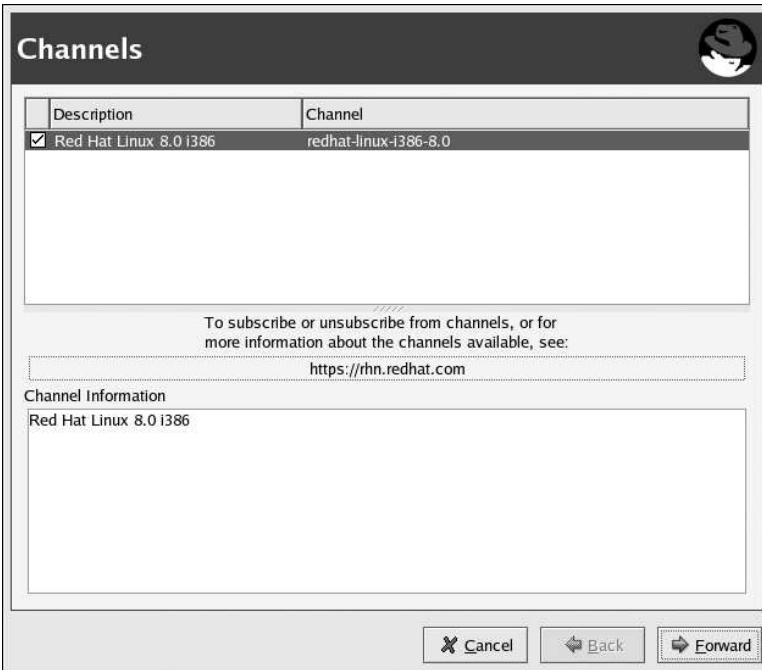 Channels
Description Channel
Red Hat Linux 8.0 i386 redhat-linux-i386-8.0
To subscribe or unsubscribe from channels, or for
more information about the channels available, see:
https://rhn.redhat.com
Channel Information
Red Hat Linux 8.0 i386
Cancel Back Forward